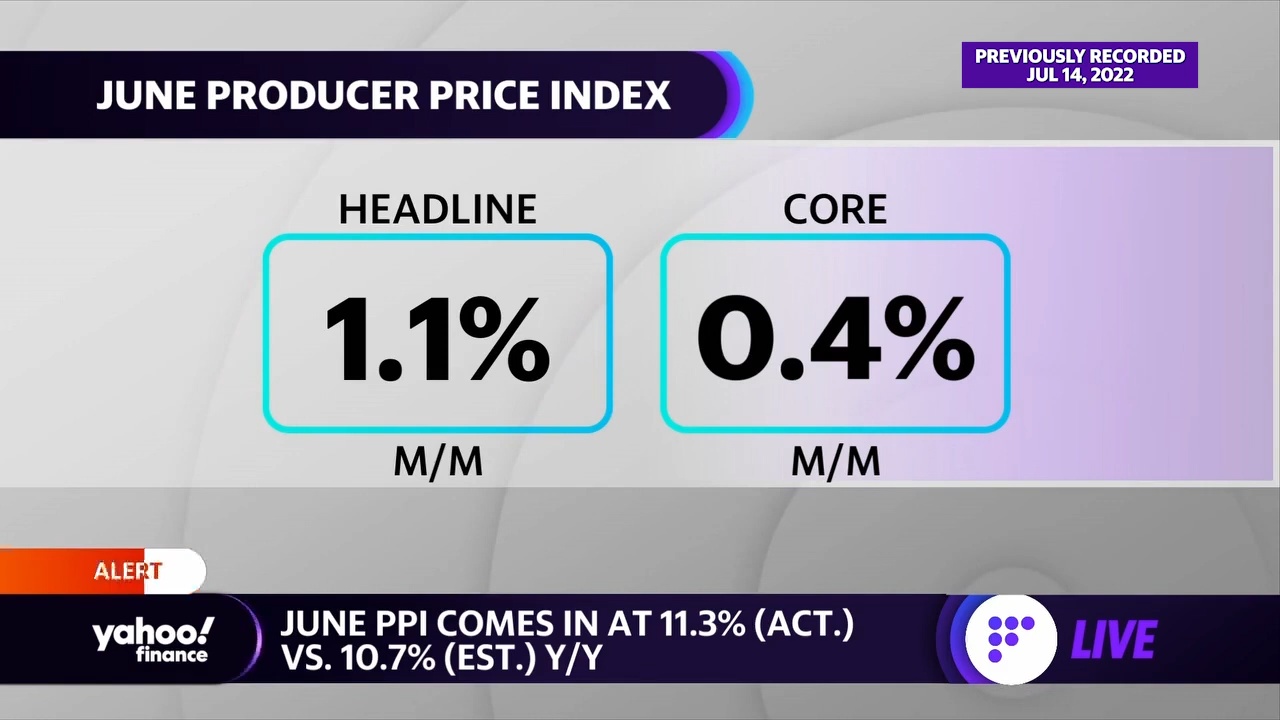 JUNE PRODUCER PRICE INDEX
PREVIOUSLY RECORDED
JUL 14, 2022
HEADLINE
1.1%
M/M
CORE
0.4%
M/M
ALERT
yahoo!
finance
JUNE PPI COMES IN AT 11.3% (ACT.)
VS. 10.7% (EST.) Y/Y
LIVE